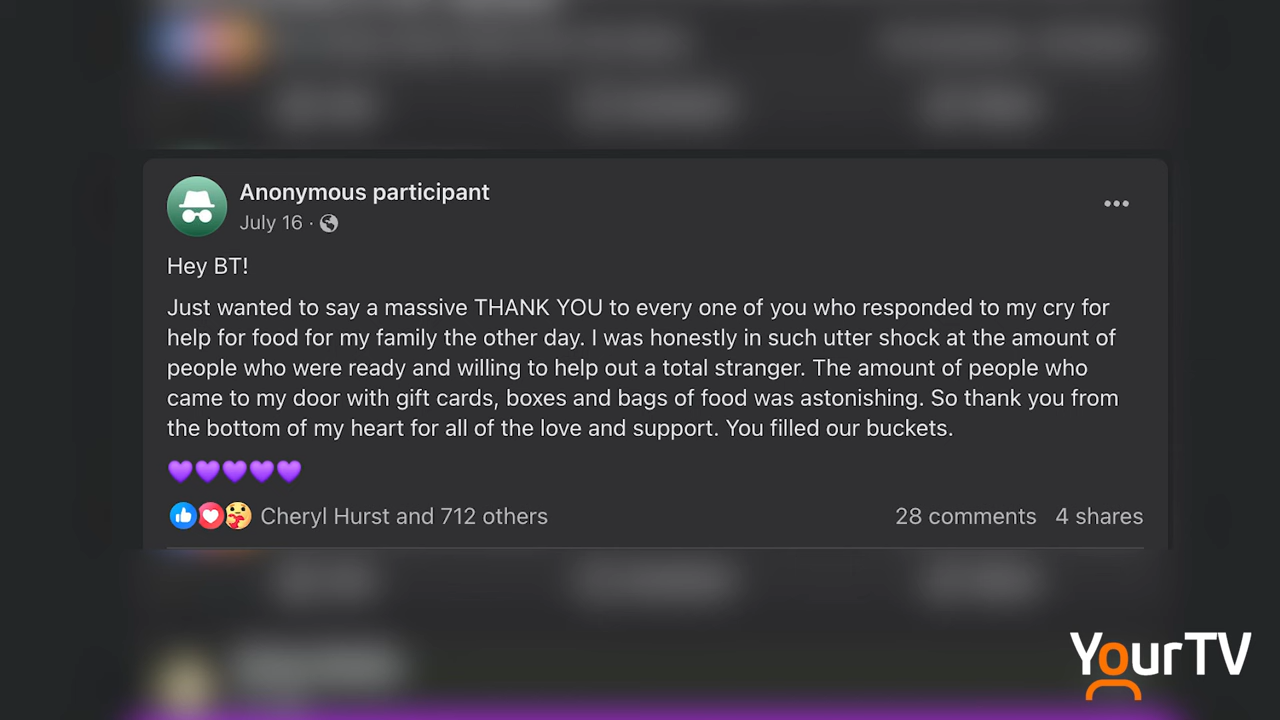 Anonymous participant
July 16 ·
Hey BT!
Just wanted to say a massive THANK YOU to every one of you who responded to my cry for
help for food for my family the other day. I was honestly in such utter shock at the amount of
people who were ready and willing to help out a total stranger. The amount of people who
came to my door with gift cards, boxes and bags of food was astonishing. So thank you from
the bottom of my heart for all of the love and support. You filled our buckets.
💜💜💜💜💜
Cheryl Hurst and 712 others 28 comments 4 shares
YourTV